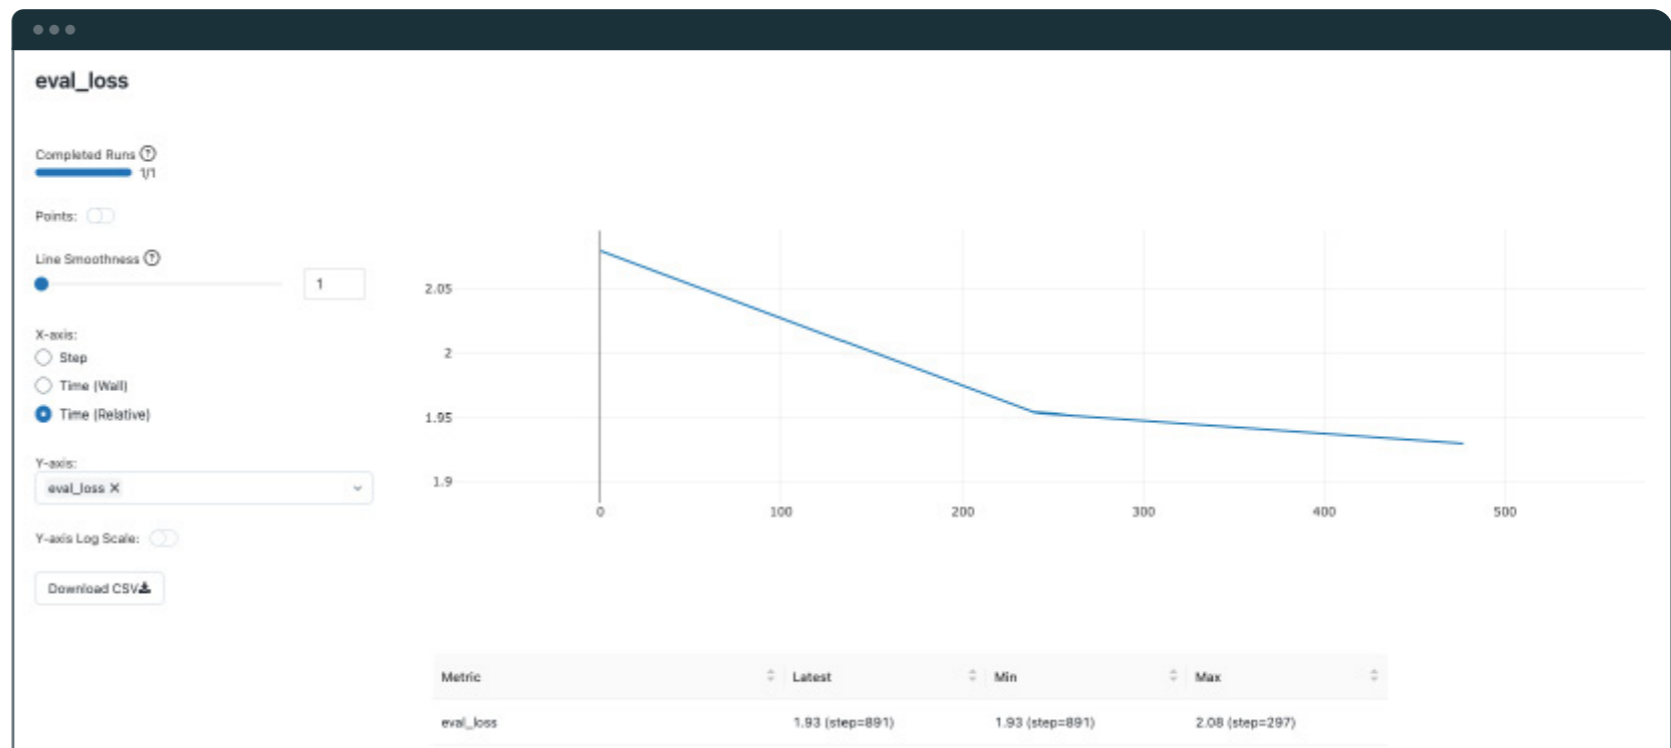 eval_loss
Completed Runs ?
1/1
Points:
Line Smoothness ?
1
X-axis:
Step
Time (Wall)
Time (Relative)
Y-axis:
eval_loss ×
Y-axis Log Scale:
Download CSV
2.05
2
1.95
1.9
0 100 200 300 400 500
Metric Latest Min Max
eval_loss 1.93 (step=891) 1.93 (step=891) 2.08 (step=297)